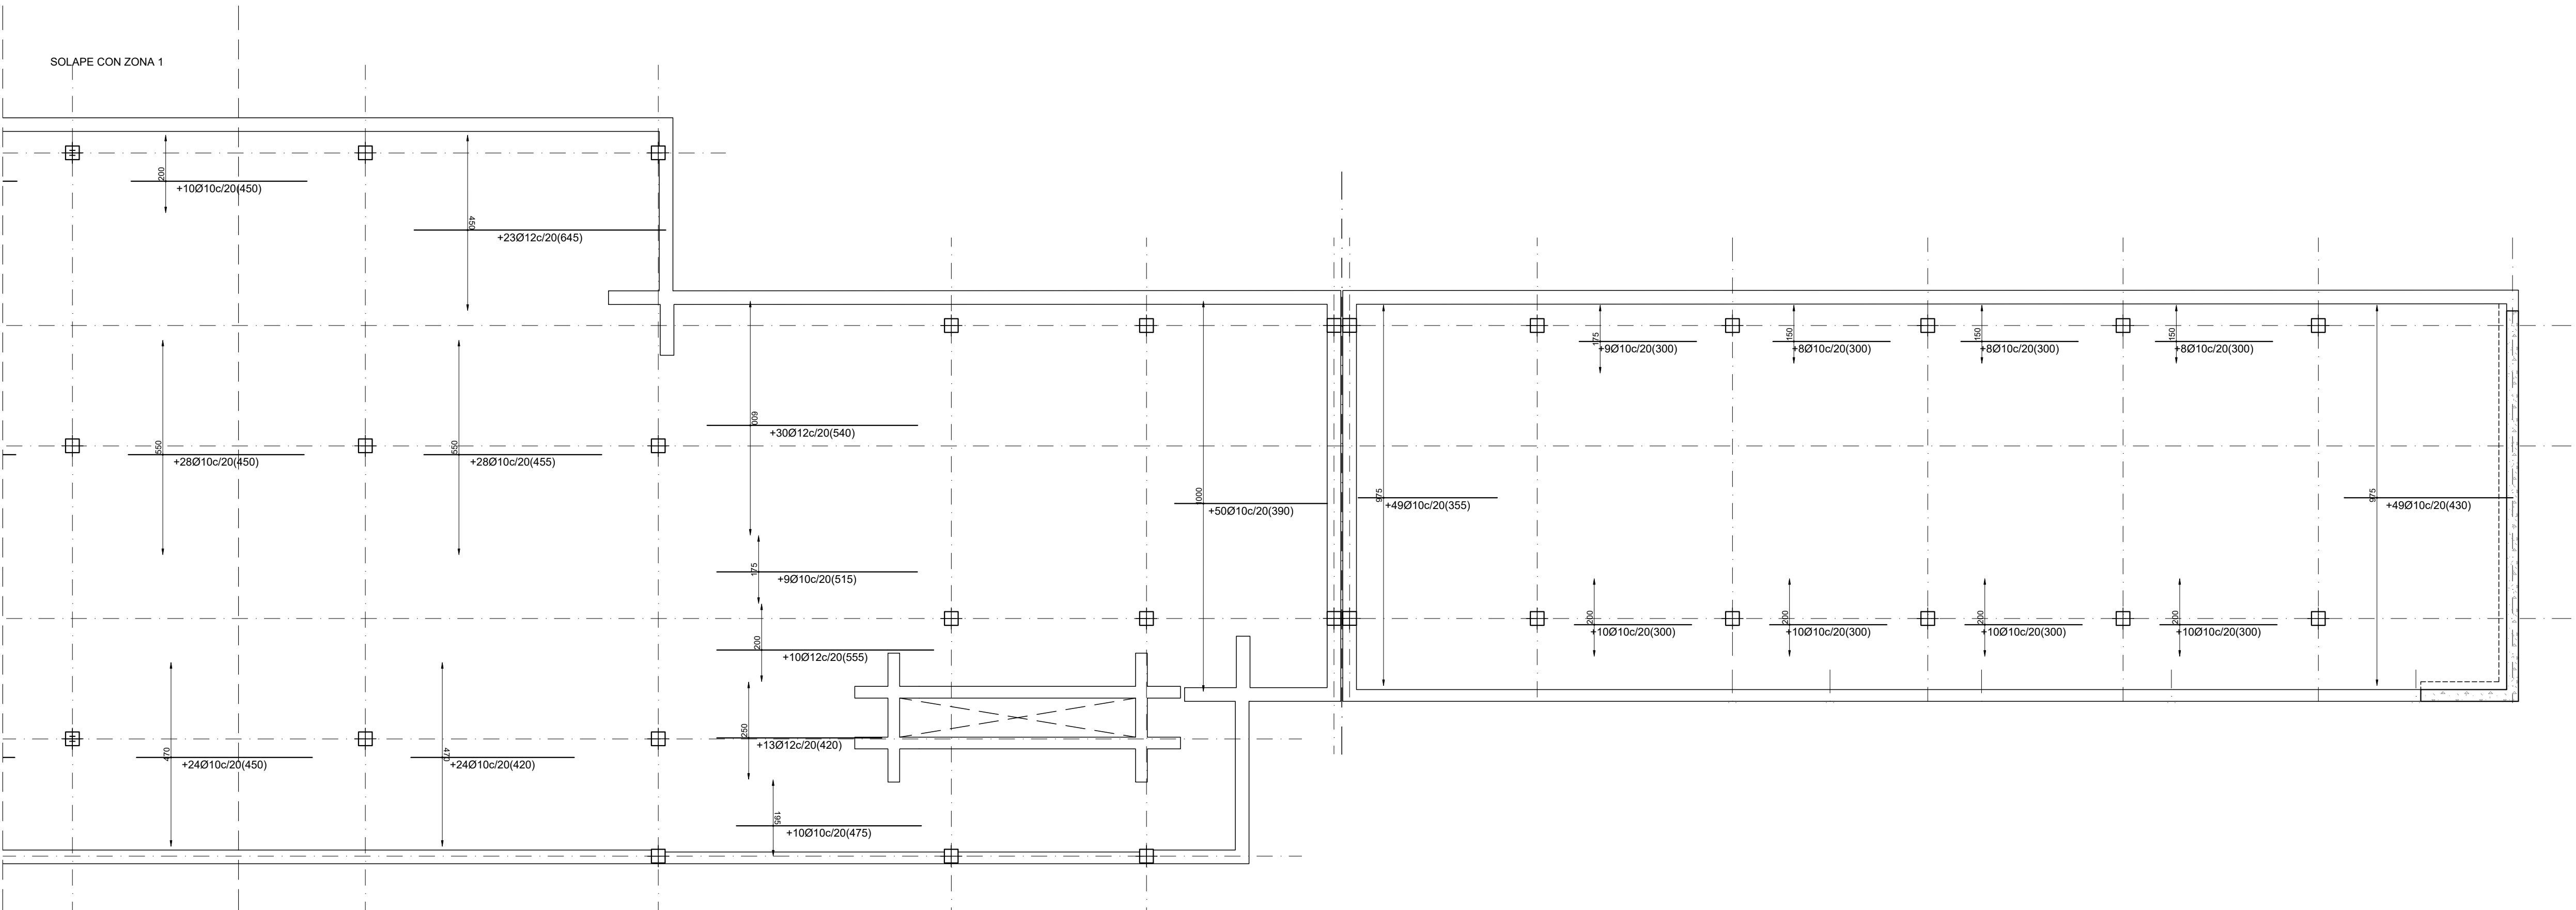 SOLAPE CON ZONA 1
200
+10Ø10c/20(450)
450
+23Ø12c/20(645)
550
+28Ø10c/20(450)
550
+28Ø10c/20(455)
470
+24Ø10c/20(450)
470
+24Ø10c/20(420)
600
+30Ø12c/20(540)
175
+9Ø10c/20(515)
200
+10Ø12c/20(555)
250
+13Ø12c/20(420)
195
+10Ø10c/20(475)
1000
+50Ø10c/20(390)
975
+49Ø10c/20(355)
175
+9Ø10c/20(300)
150
+8Ø10c/20(300)
150
+8Ø10c/20(300)
150
+8Ø10c/20(300)
200
+10Ø10c/20(300)
200
+10Ø10c/20(300)
200
+10Ø10c/20(300)
200
+10Ø10c/20(300)
975
+49Ø10c/20(430)